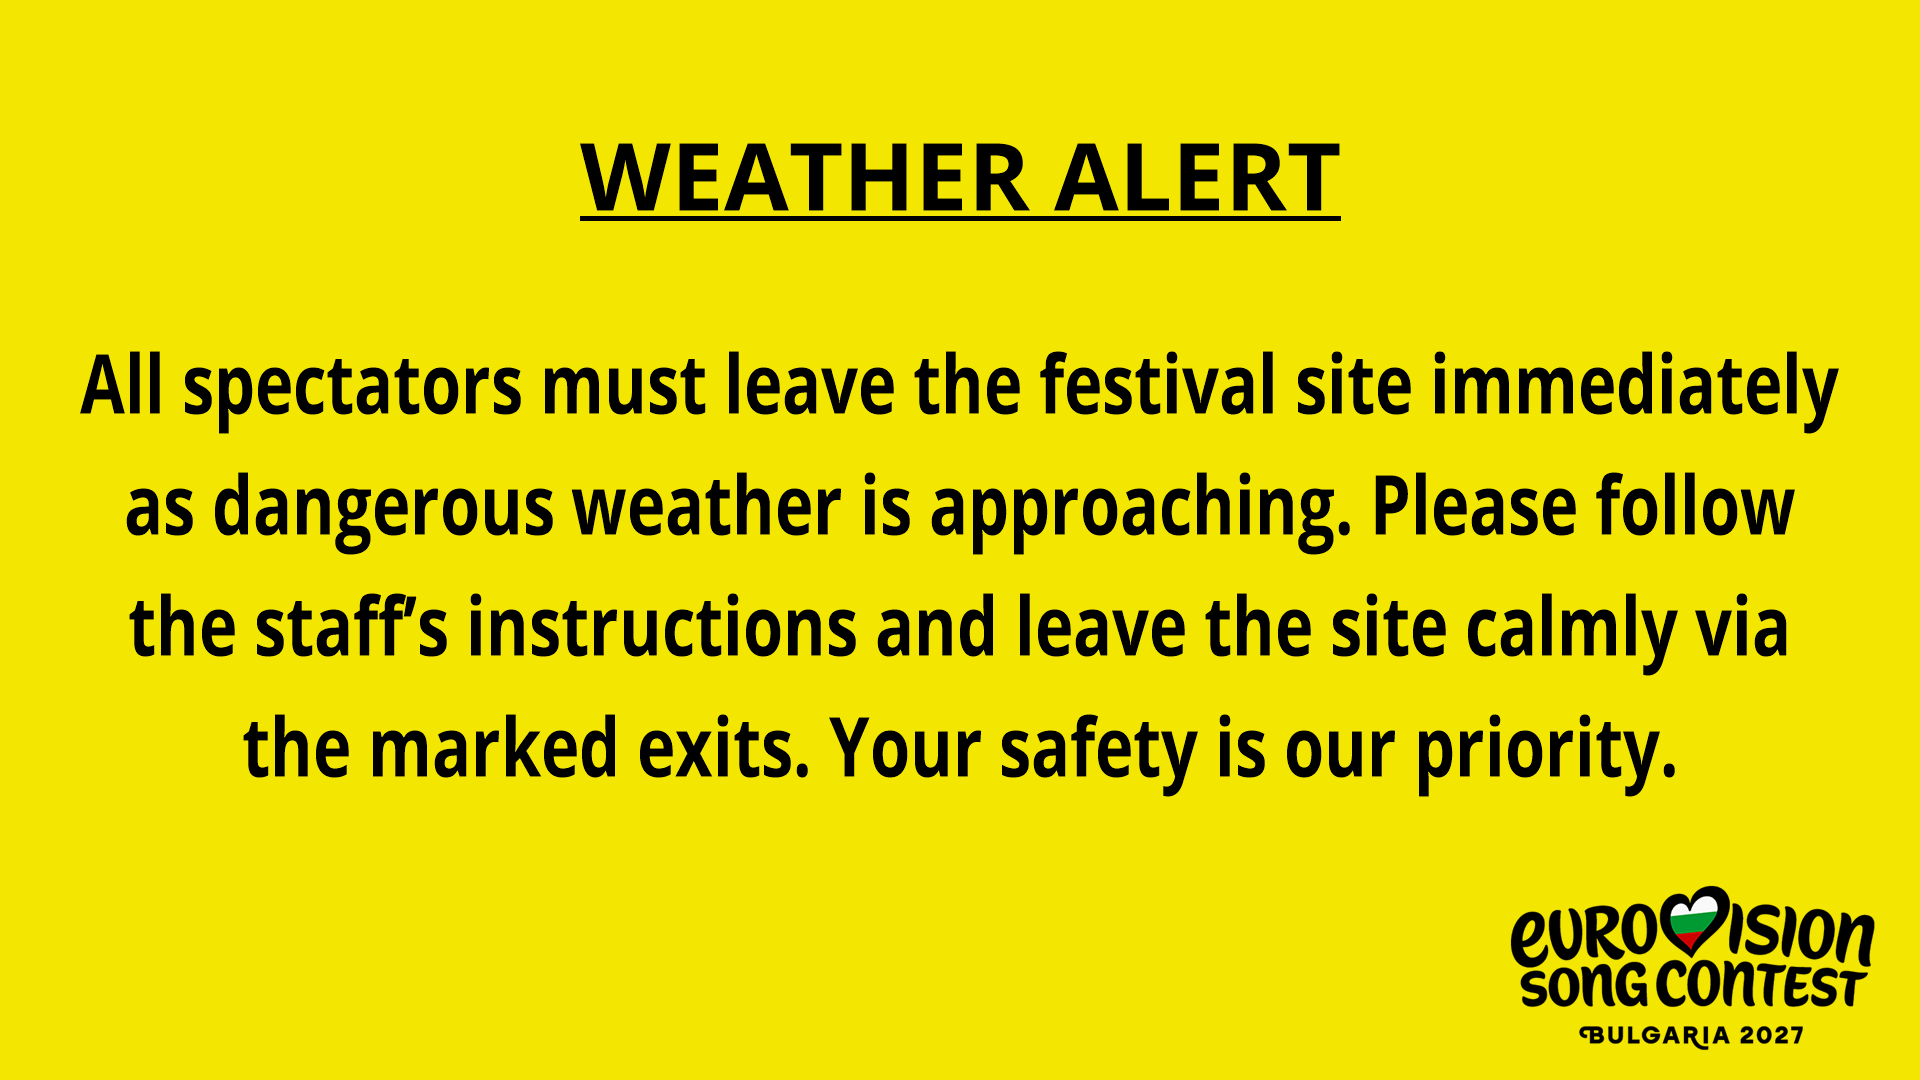 WEATHER ALERT
All spectators must leave the festival site immediately
as dangerous weather is approaching. Please follow
the staff’s instructions and leave the site calmly via
the marked exits. Your safety is our priority.
EUROVISION
SONG CONTEST
BULGARIA 2027